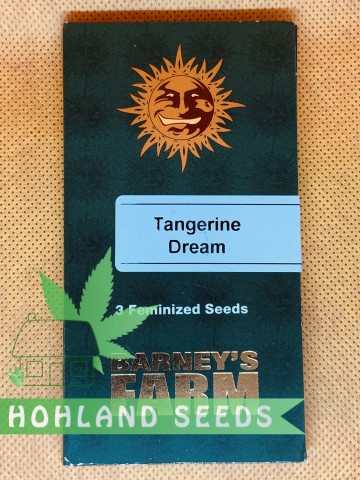 Tangerine
Dream
3 Feminized Seeds
BARNEY'S
FARM
HOHLAND SEEDS